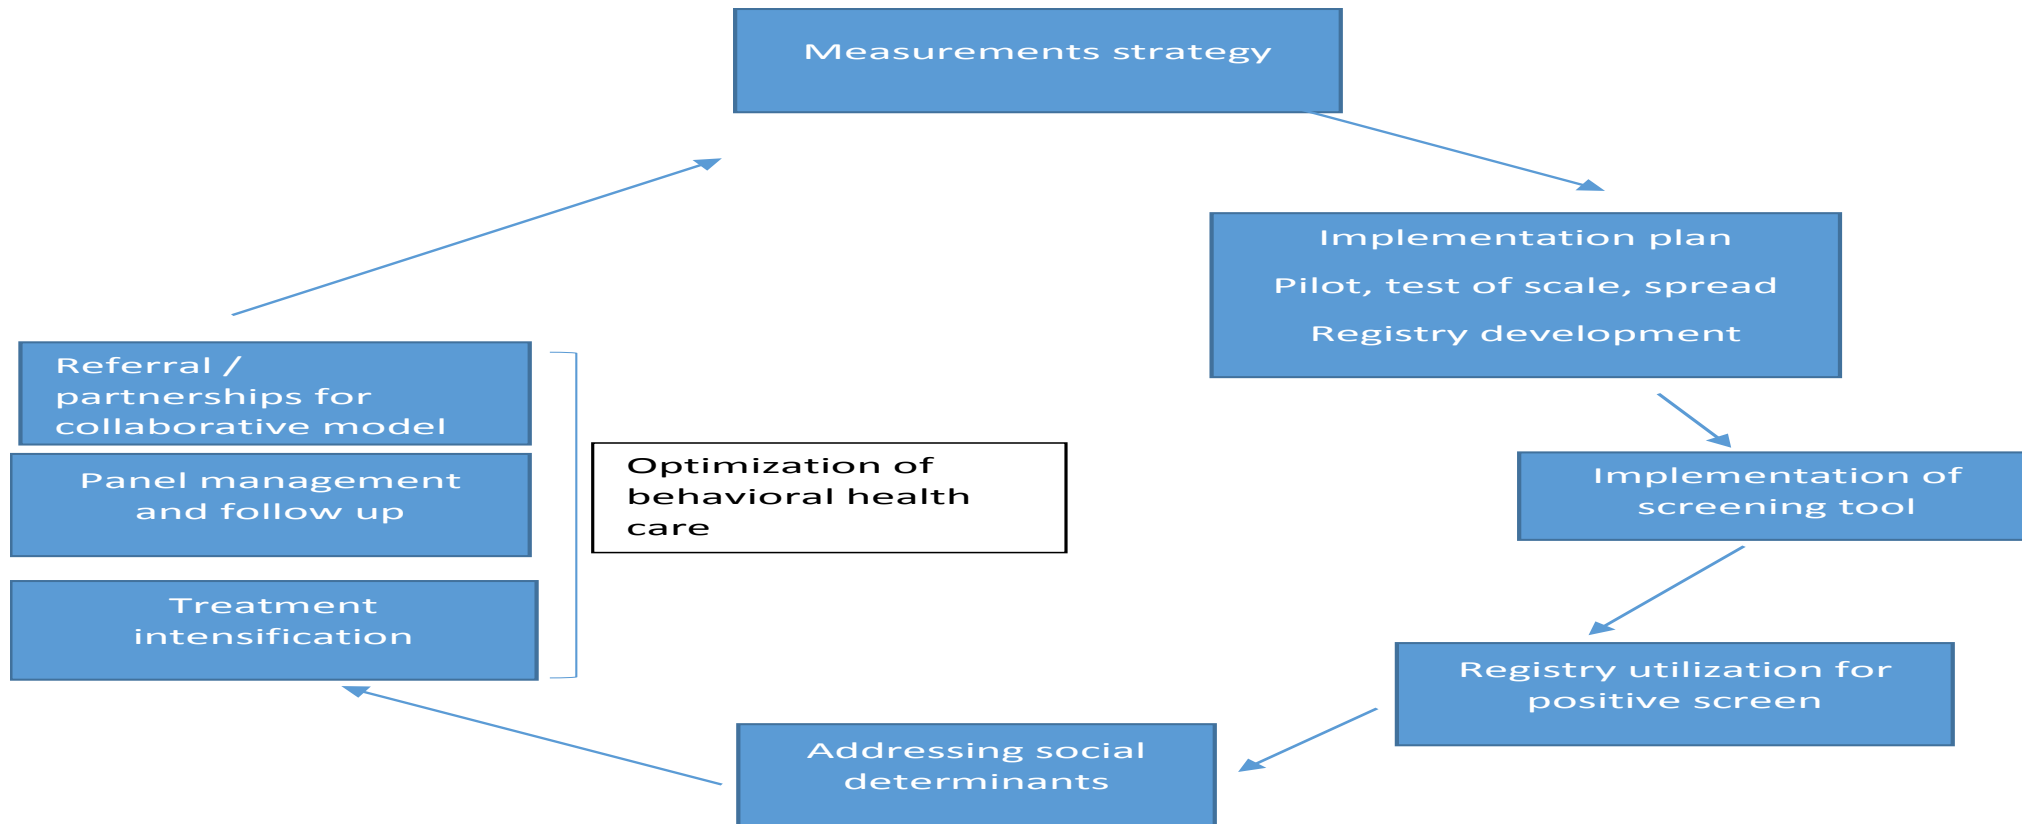 Measurements strategy
Implementation plan
Pilot, test of scale, spread
Registry development
Implementation of
screening tool
Registry utilization for
positive screen
Addressing social
determinants
Treatment
intensification
Panel management
and follow up
Referral /
partnerships for
collaborative model
Optimization of
behavioral health
care